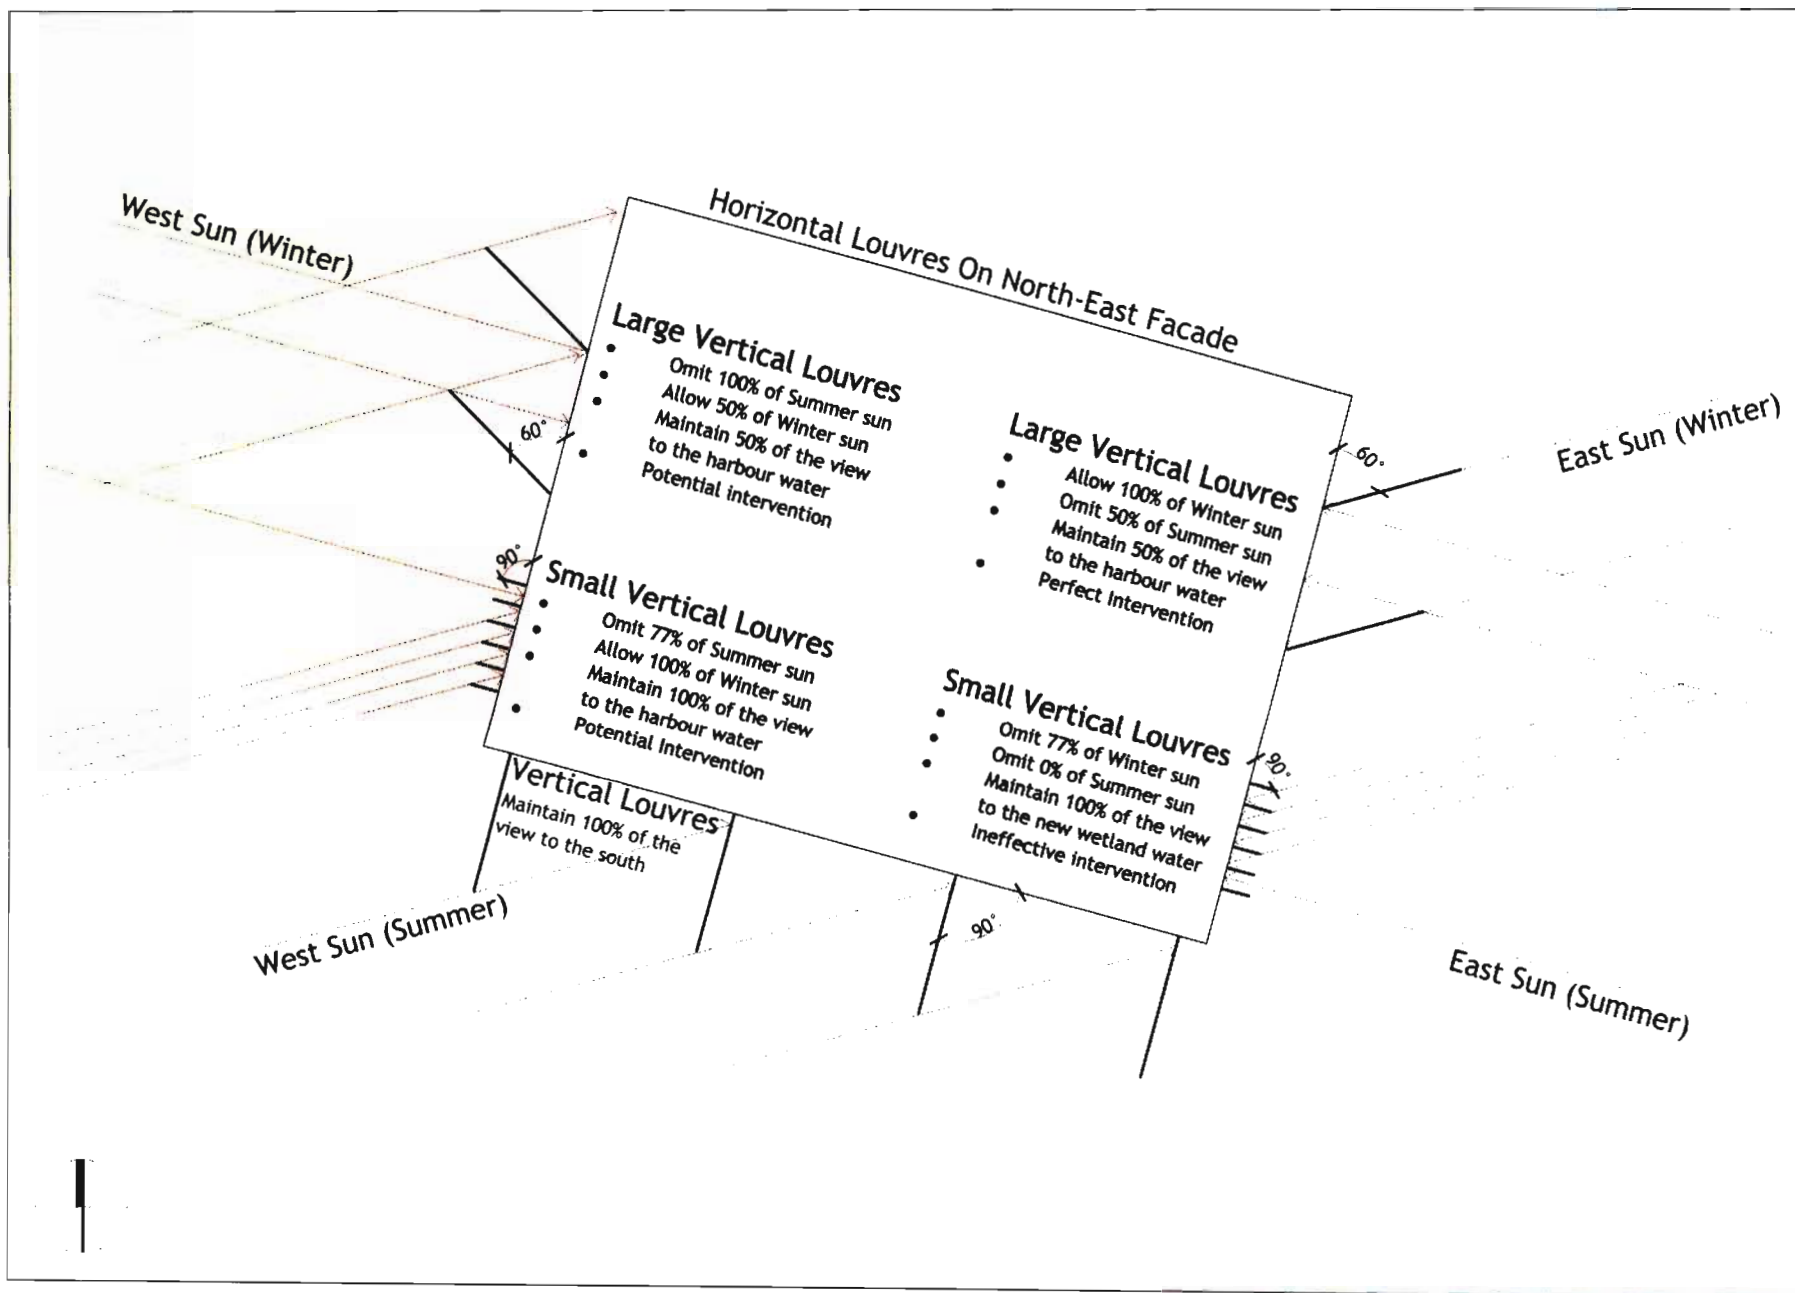 West Sun (Winter)
Horizontal Louvres On North-East Facade
Large Vertical Louvres
• Omit 100% of Summer sun
• Allow 50% of Winter sun
• Maintain 50% of the view
to the harbour water
• Potential intervention
60°
Large Vertical Louvres
• Allow 100% of Winter sun
• Omit 50% of Summer sun
• Maintain 50% of the view
to the harbour water
• Perfect Intervention
60°
East Sun (Winter)
90°
Small Vertical Louvres
• Omit 77% of Summer sun
• Allow 100% of Winter sun
• Maintain 100% of the view
to the harbour water
• Potential Intervention
Small Vertical Louvres
• Omit 77% of Winter sun
• Omit 0% of Summer sun
• Maintain 100% of the view
to the new wetland water
• Ineffective intervention
90°
Vertical Louvres
Maintain 100% of the
view to the south
West Sun (Summer)
90°
East Sun (Summer)